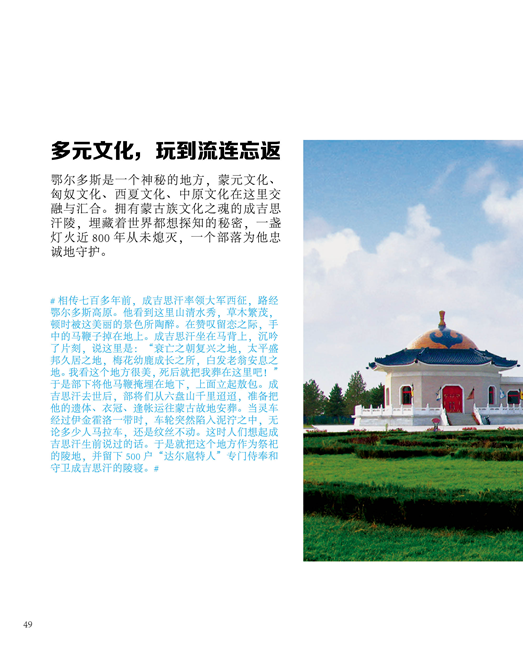 多元文化，玩到流连忘返
鄂尔多斯是一个神秘的地方，蒙元文化、
匈奴文化、西夏文化、中原文化在这里交
融与汇合。拥有蒙古族文化之魂的成吉思
汗陵，埋藏着世界都想探知的秘密，一盏
灯火近 800 年从未熄灭，一个部落为他忠
诚地守护。
# 相传七百多年前，成吉思汗率领大军西征，路经
鄂尔多斯高原。他看到这里山清水秀，草木繁茂，
顿时被这美丽的景色所陶醉。在赞叹留恋之际，手
中的马鞭子掉在地上。成吉思汗坐在马背上，沉吟
了片刻，说这里是：“衰亡之朝复兴之地，太平盛
邦久居之地，梅花幼鹿成长之所，白发老翁安息之
地。我看这个地方很美，死后就把我葬在这里吧！”
于是部下将他马鞭掩埋在地下，上面立起敖包。成
吉思汗去世后，部将们从六盘山千里迢迢，准备把
他的遗体、衣冠、逢帐运往蒙古故地安葬。当灵车
经过伊金霍洛一带时，车轮突然陷入泥泞之中，无
论多少人马拉车，还是纹丝不动。这时人们想起成
吉思汗生前说过的话。于是就把这个地方作为祭祀
的陵地，并留下 500 户“达尔扈特人”专门侍奉和
守卫成吉思汗的陵寝。#
49